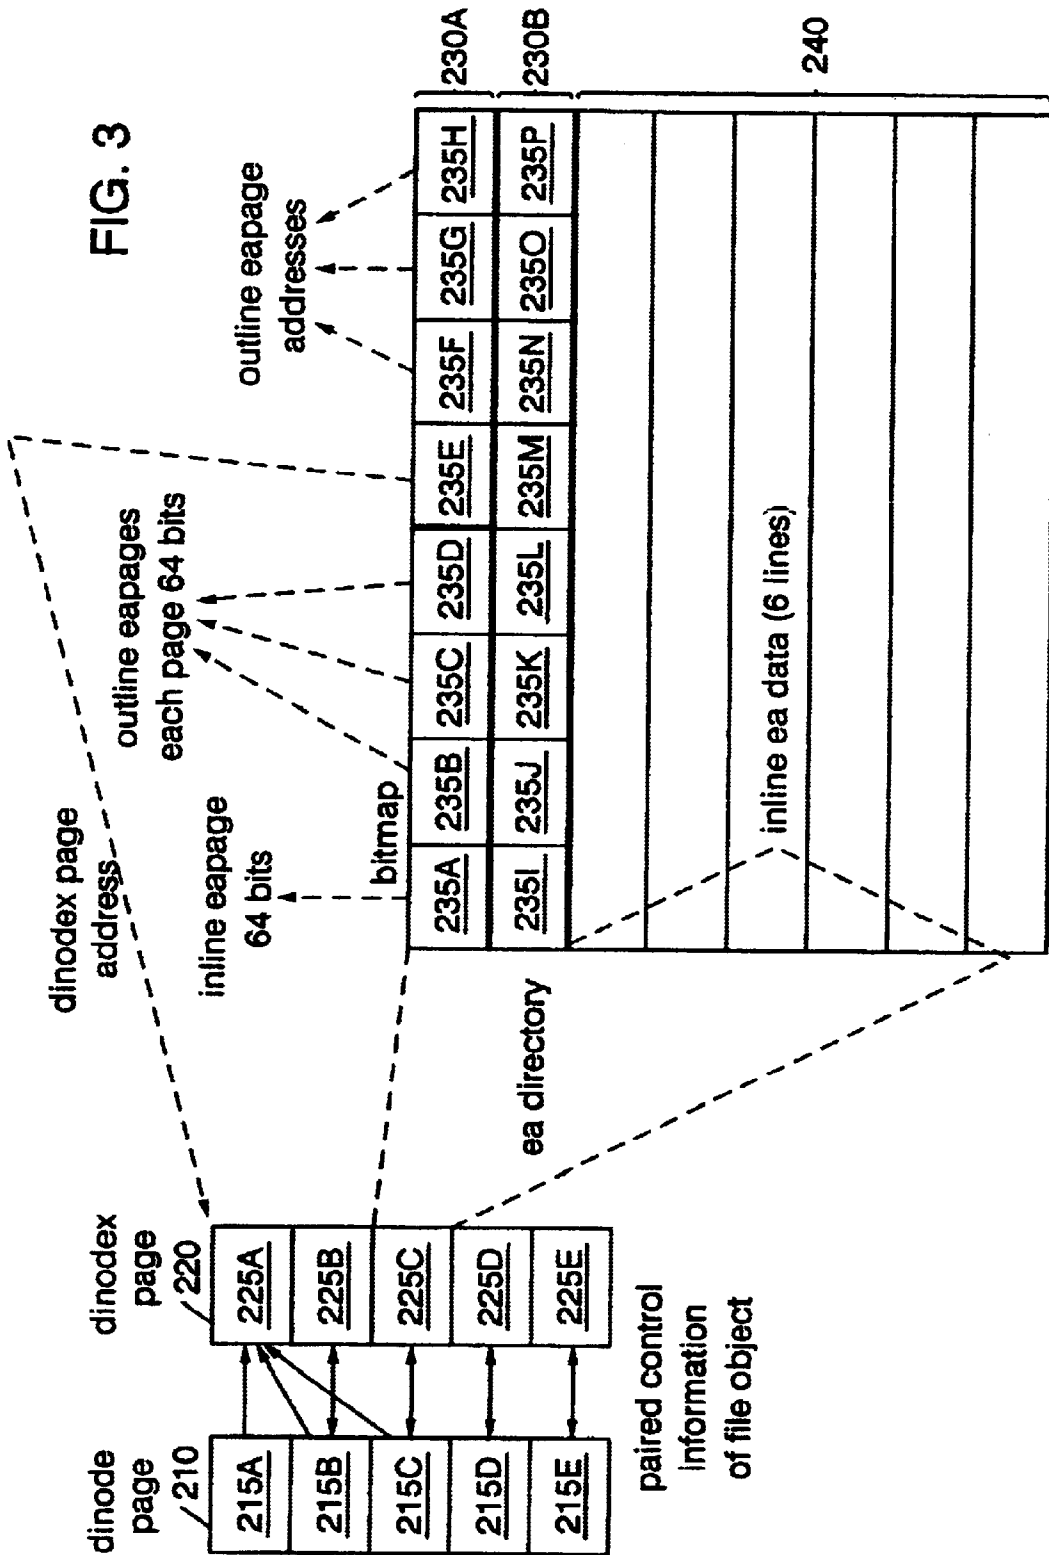 FIG. 3
dinodex page
address
outline eapages
each page 64 bits
outline eapage
addresses
inline eapage
64 bits
bitmap
dinode
page
210
dinodex
page
220
215A
215B
215C
215D
215E
225A
225B
225C
225D
225E
235A 235B 235C 235D 235E 235F 235G 235H
230A
235I 235J 235K 235L 235M 235N 235O 235P
230B
ea directory
240
inline ea data (6 lines)
paired control
information
of file object